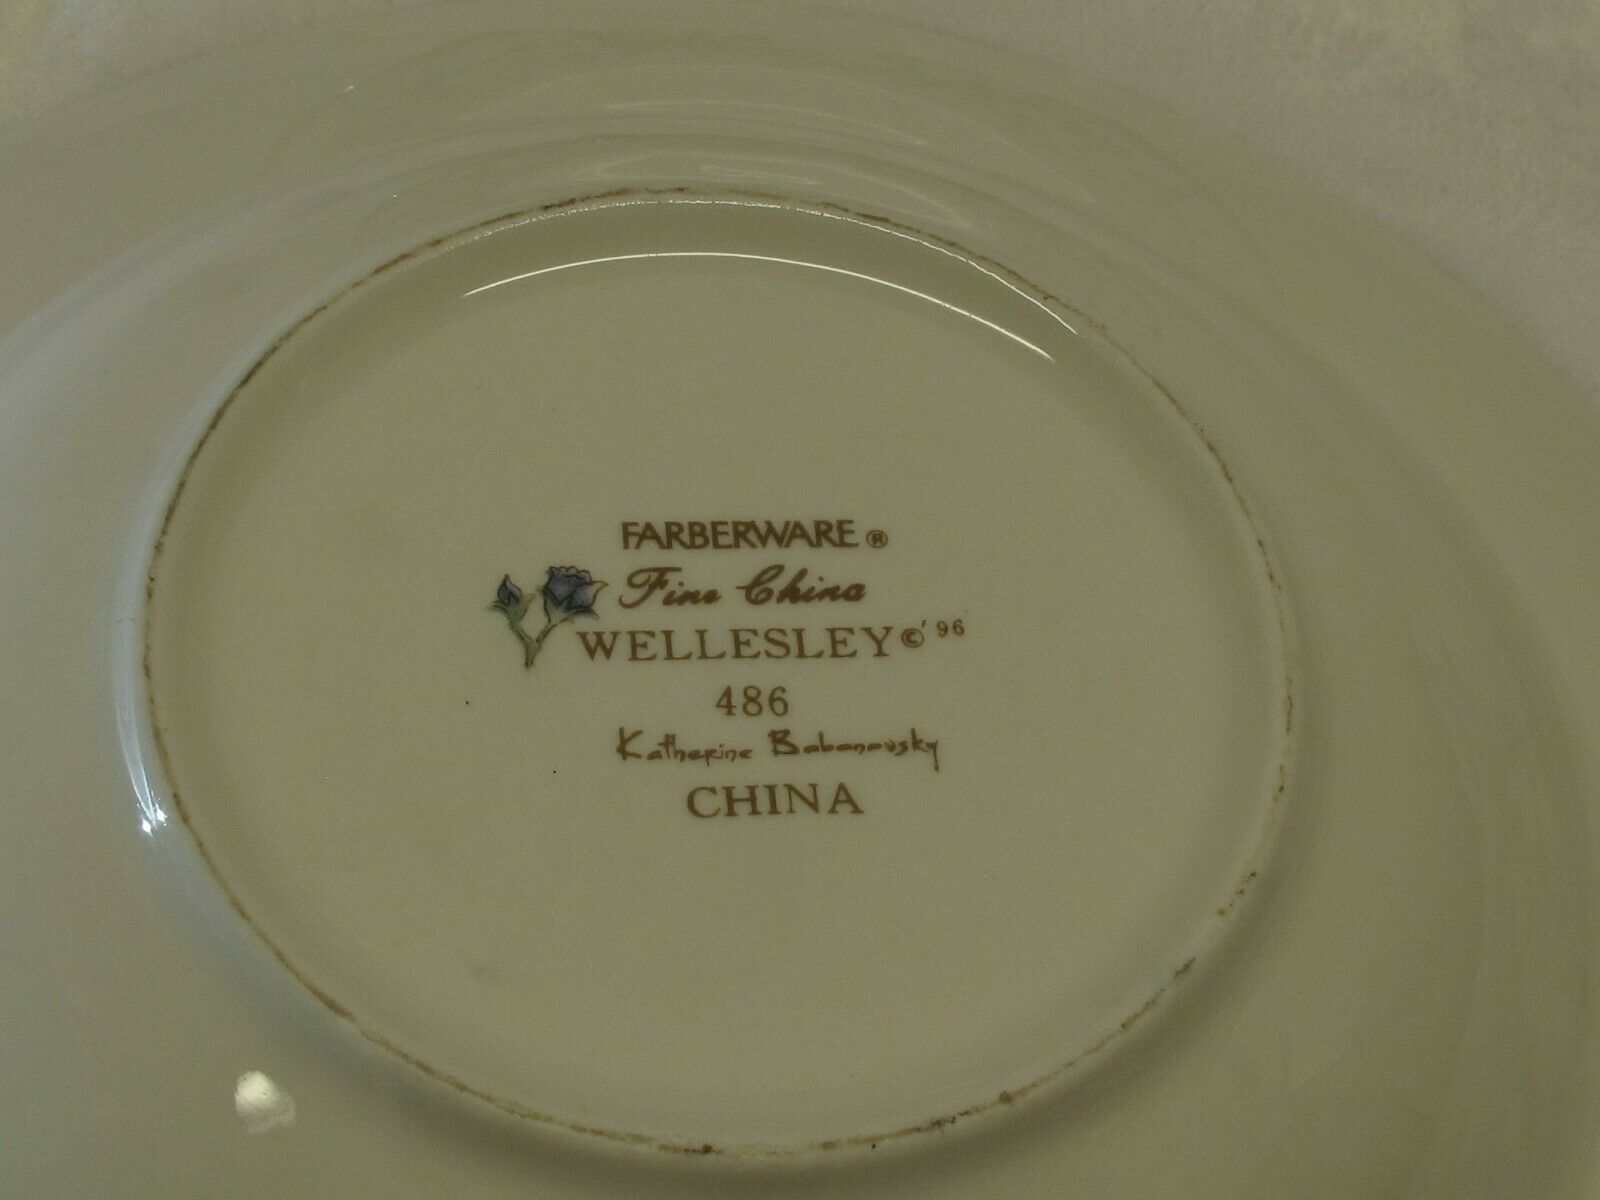 FARBERWARE ®
Fine China
WELLESLEY ©'96
486
Katherine Babanovsky
CHINA